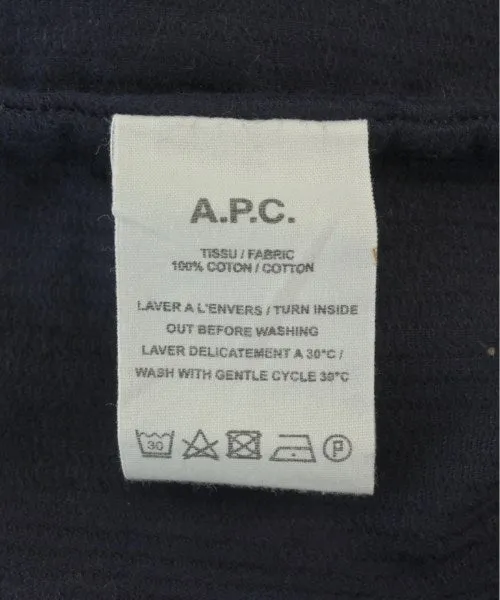 A.P.C.
TISSU / FABRIC
100% COTON / COTTON
LAVER A L'ENVERS / TURN INSIDE
OUT BEFORE WASHING
LAVER DELICATEMENT A 30°C /
WASH WITH GENTLE CYCLE 30°C
30 P